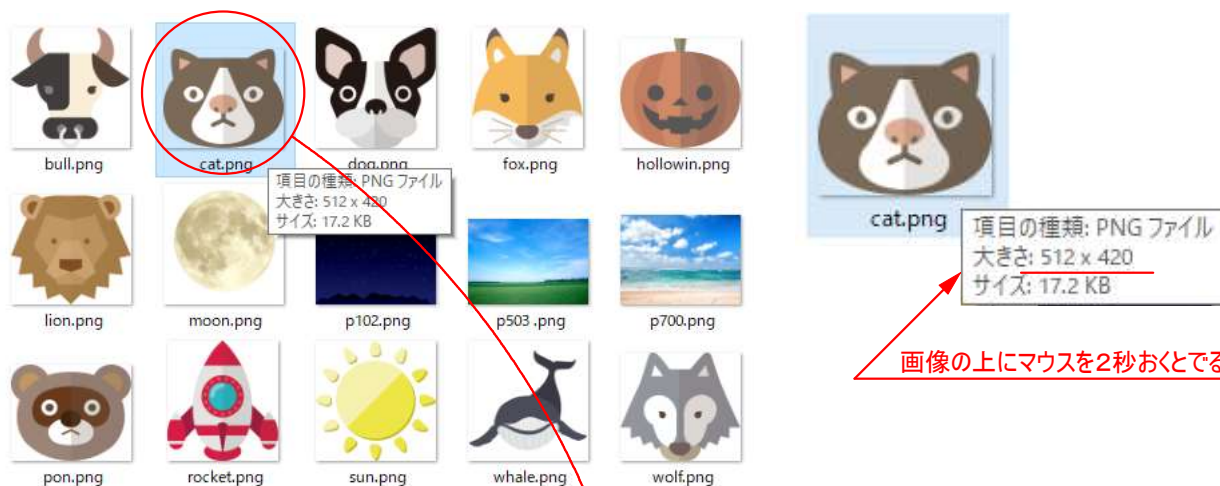 bull.png
cat.png
dog.png
fox.png
hollowin.png
項目の種類: PNG ファイル
大きさ: 512 x 420
サイズ: 17.2 KB
lion.png
moon.png
p102.png
p503 .png
p700.png
pon.png
rocket.png
sun.png
whale.png
wolf.png
cat.png
項目の種類: PNG ファイル
大きさ: 512 x 420
サイズ: 17.2 KB
画像の上にマウスを2秒おくとでる